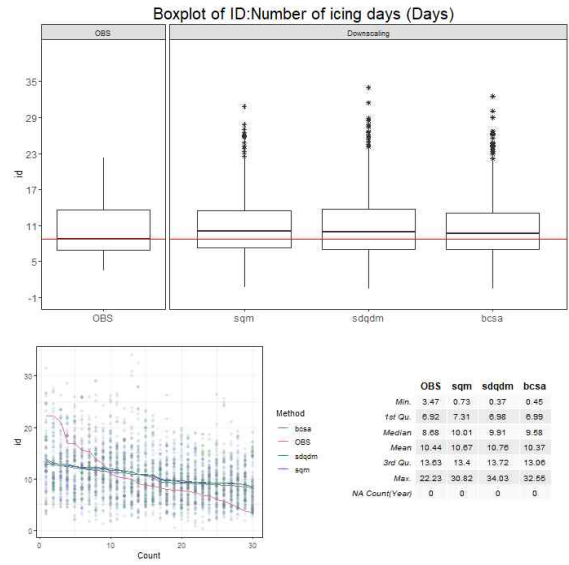 Boxplot of ID:Number of icing days (Days)
OBS Downscaling
35
29
23
17
11
5
-1
id
OBS sqm sdqdm bcsa
30
20
10
0
id
0 10 20 30
Count
Method
bcsa
OBS
sdqdm
sqm
OBS sqm sdqdm bcsa
Min. 3.47 0.73 0.37 0.45
1st Qu. 6.92 7.31 6.98 6.99
Median 8.68 10.01 9.91 9.58
Mean 10.44 10.67 10.76 10.37
3rd Qu. 13.63 13.4 13.72 13.06
Max. 22.23 30.82 34.03 32.56
NA Count(Year) 0 0 0 0